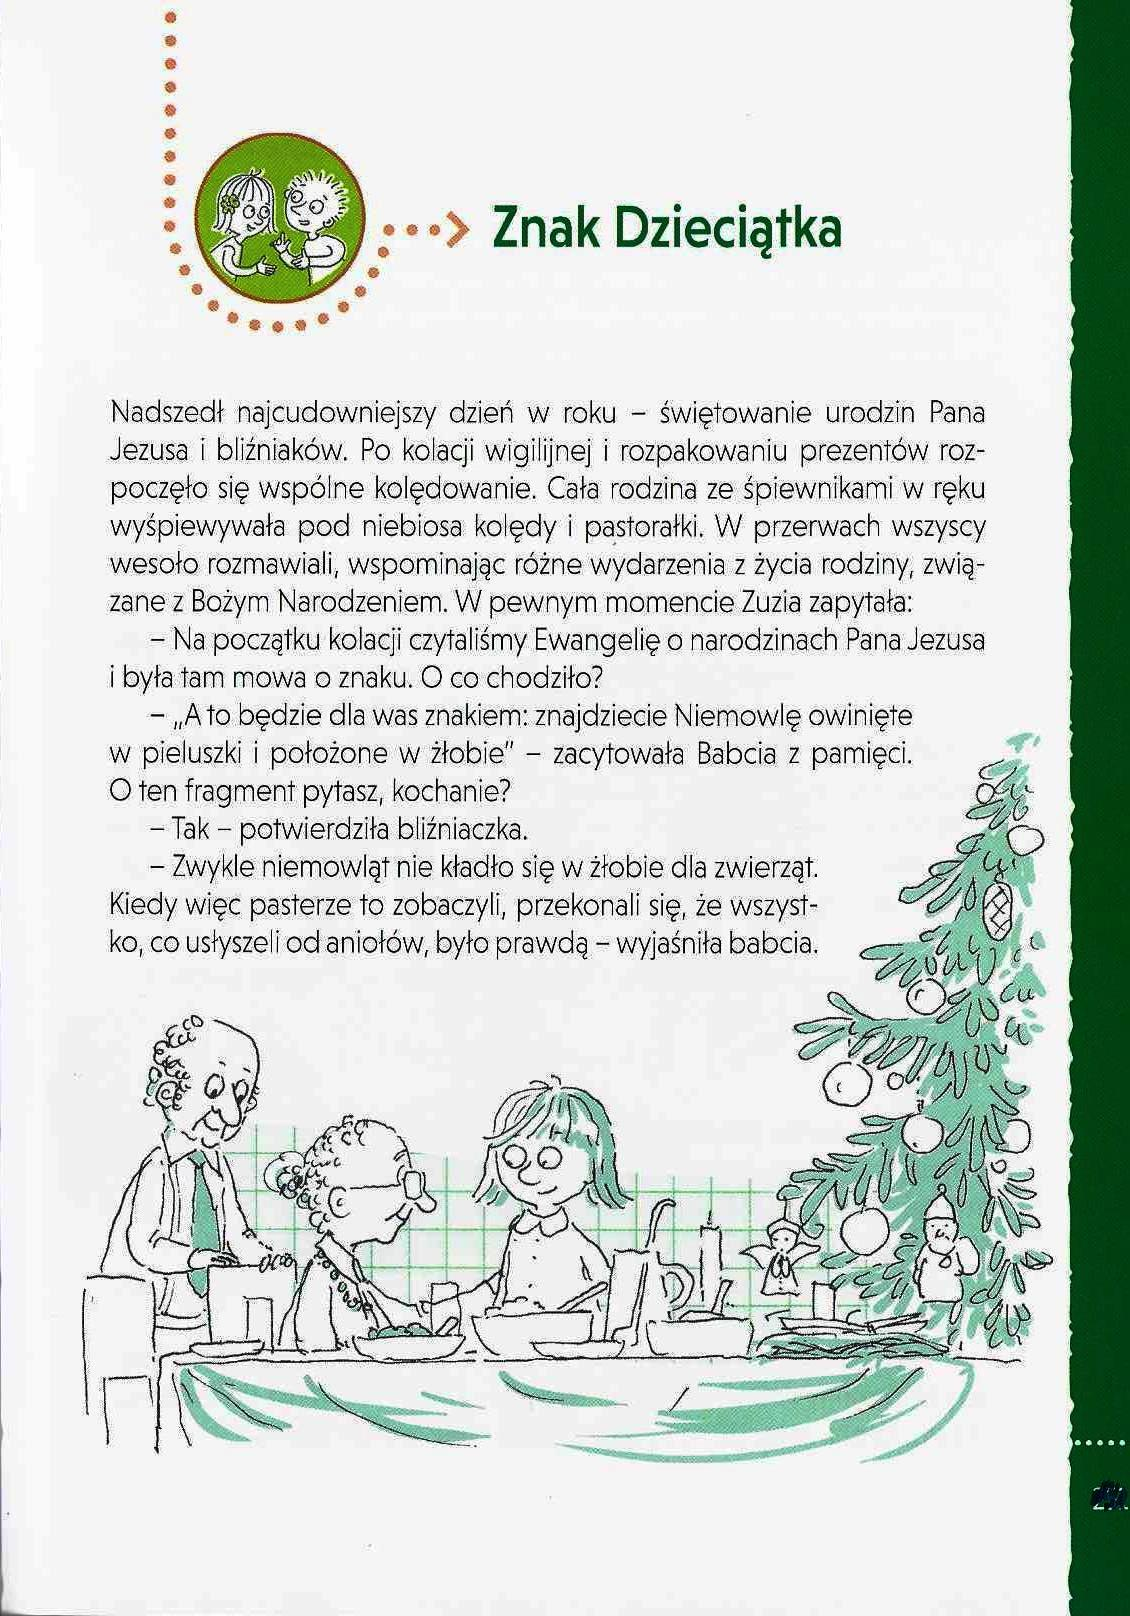 Znak Dzieciątka
Nadszedł najcudowniejszy dzień w roku – świętowanie urodzin Pana
Jezusa i bliźniaków. Po kolacji wigilijnej i rozpakowaniu prezentów roz-
poczęło się wspólne kolędowanie. Cała rodzina ze śpiewnikami w ręku
wyśpiewywała pod niebiosa kolędy i pastorałki. W przerwach wszyscy
wesoło rozmawiali, wspominając różne wydarzenia z życia rodziny, zwią-
zane z Bożym Narodzeniem. W pewnym momencie Zuzia zapytała:
– Na początku kolacji czytaliśmy Ewangelię o narodzinach Pana Jezusa
i była tam mowa o znaku. O co chodziło?
– „A to będzie dla was znakiem: znajdziecie Niemowlę owinięte
w pieluszki i położone w żłobie” – zacytowała Babcia z pamięci.
O ten fragment pytasz, kochanie?
– Tak – potwierdziła bliźniaczka.
– Zwykle niemowląt nie kładło się w żłobie dla zwierząt.
Kiedy więc pasterze to zobaczyli, przekonali się, że wszyst-
ko, co usłyszeli od aniołów, było prawdą – wyjaśniła babcia.